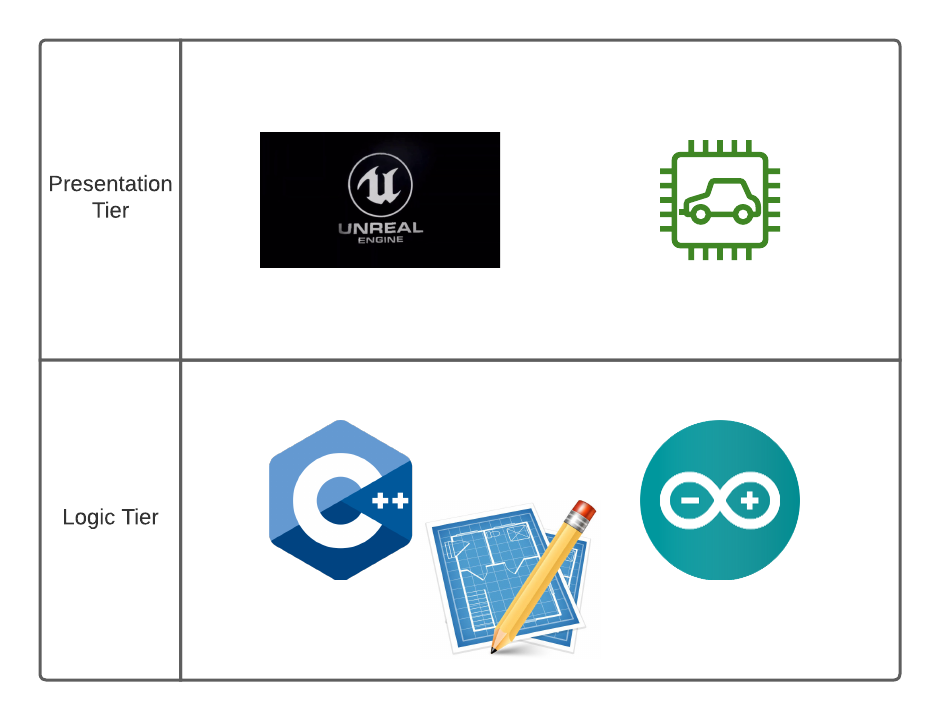 Presentation
Tier
UNREAL
ENGINE
Logic Tier
C++